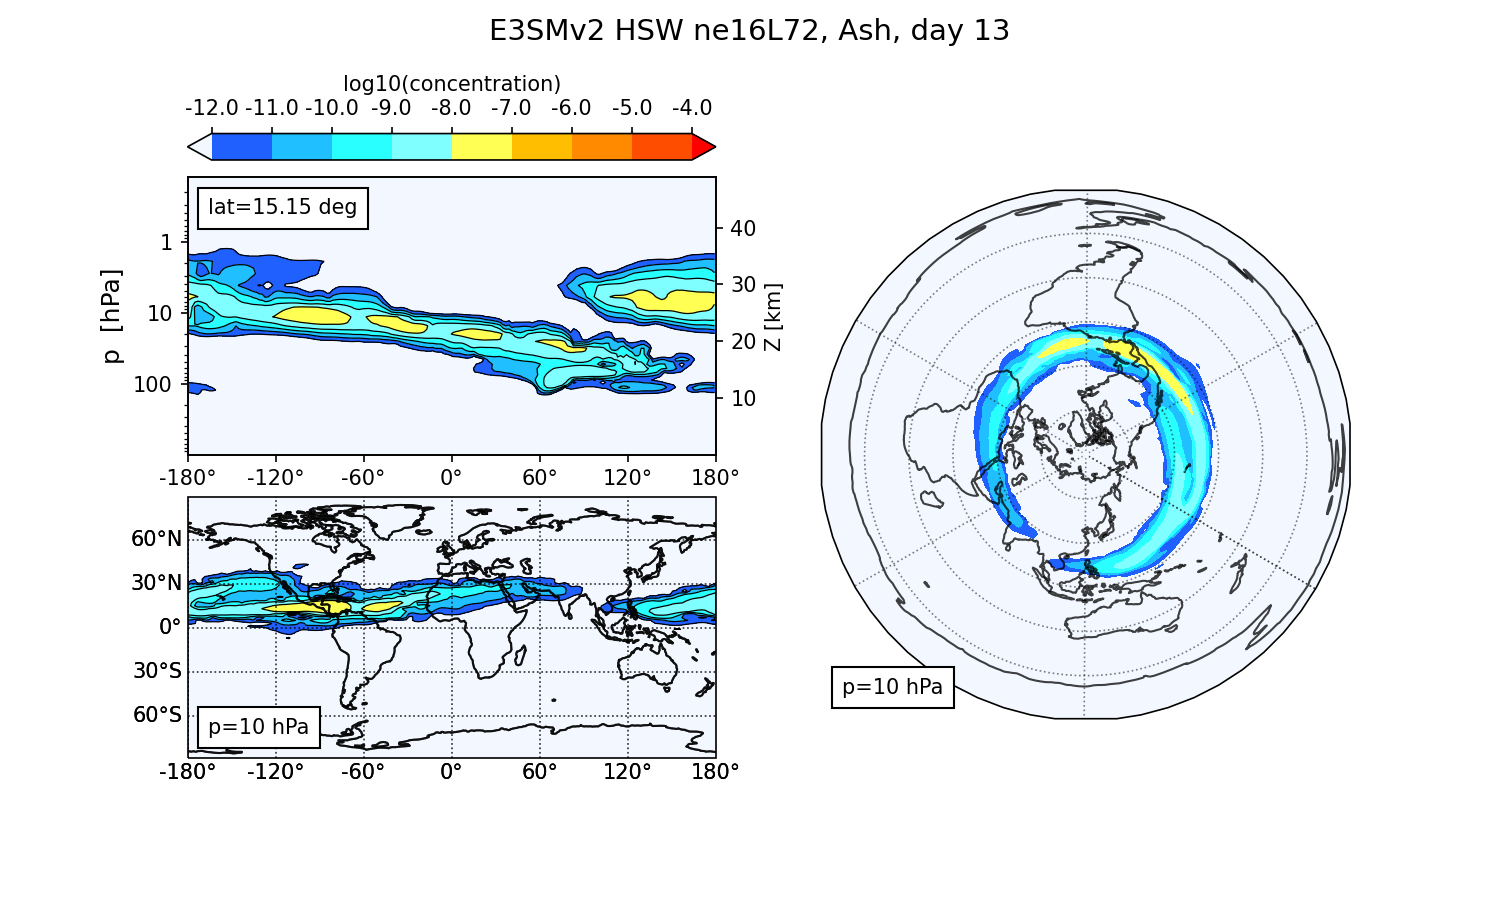 E3SMv2 HSW ne16L72, Ash, day 13
log10(concentration)
-12.0 -11.0 -10.0 -9.0 -8.0 -7.0 -6.0 -5.0 -4.0
lat=15.15 deg
1
10
100
p [hPa]
40
30
20
10
Z [km]
-180° -120° -60° 0° 60° 120° 180°
60°N
30°N
0°
30°S
60°S
p=10 hPa
-180° -120° -60° 0° 60° 120° 180°
p=10 hPa